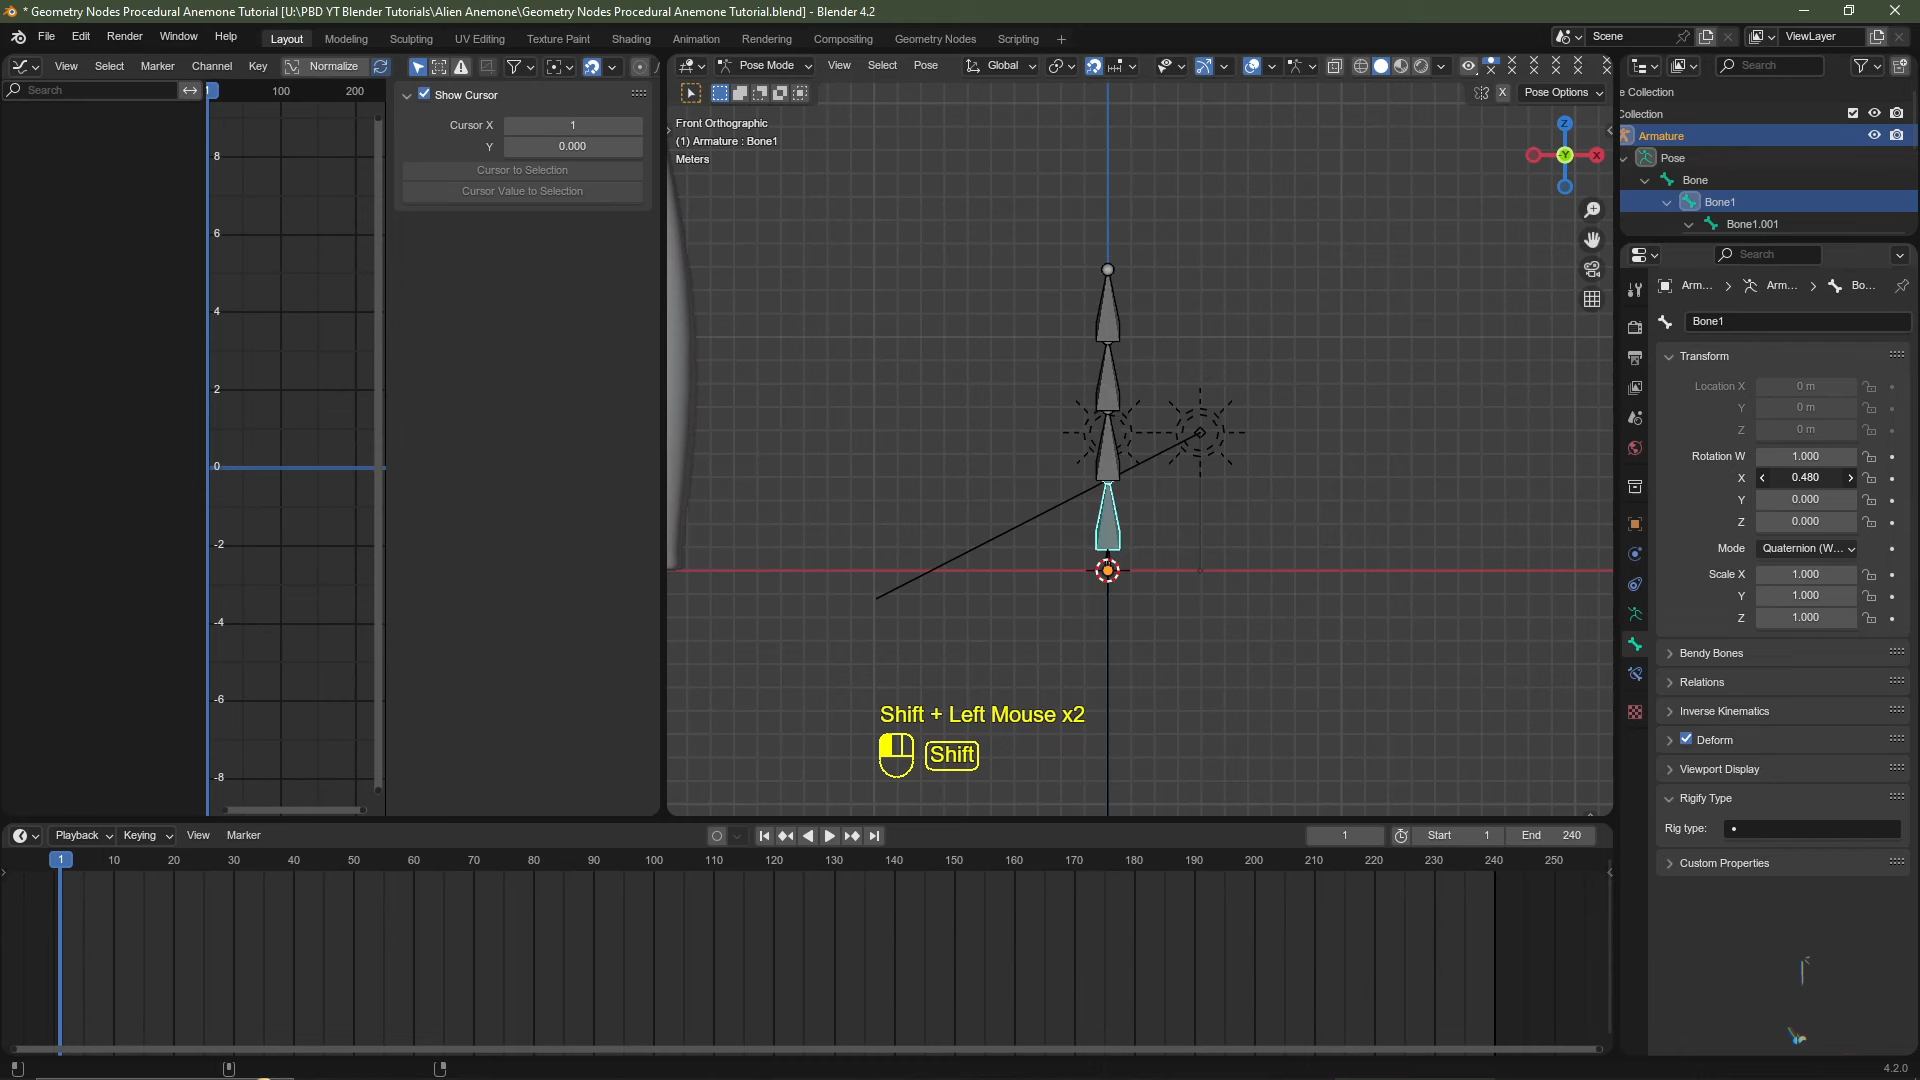 * Geometry Nodes Procedural Anemone Tutorial [U:\PBD YT Blender Tutorials\Alien Anemone\Geometry Nodes Procedural Anemone Tutorial.blend] - Blender 4.2
File Edit Render Window Help
Layout Modeling Sculpting UV Editing Texture Paint Shading Animation Rendering Compositing Geometry Nodes Scripting +
Scene
ViewLayer
View Select Marker Channel Key Normalize
Pose Mode View Select Pose Global
Search
Search
1 100 200
Show Cursor
Cursor X 1
Y 0.000
Cursor to Selection
Cursor Value to Selection
8
6
4
2
0
-2
-4
-6
-8
X Pose Options
Front Orthographic
(1) Armature : Bone1
Meters
Z
-Y
X
Shift + Left Mouse x2
Shift
e Collection
Collection
Armature
Pose
Bone
Bone1
Bone1.001
Search
Arm... > Arm... > Bo...
Bone1
Transform
Location X 0 m
Y 0 m
Z 0 m
Rotation W 1.000
X 0.480
Y 0.000
Z 0.000
Mode Quaternion (W...
Scale X 1.000
Y 1.000
Z 1.000
Bendy Bones
Relations
Inverse Kinematics
Deform
Viewport Display
Rigify Type
Rig type:
Custom Properties
Playback Keying View Marker
1 Start 1 End 240
1 10 20 30 40 50 60 70 80 90 100 110 120 130 140 150 160 170 180 190 200 210 220 230 240 250
4.2.0